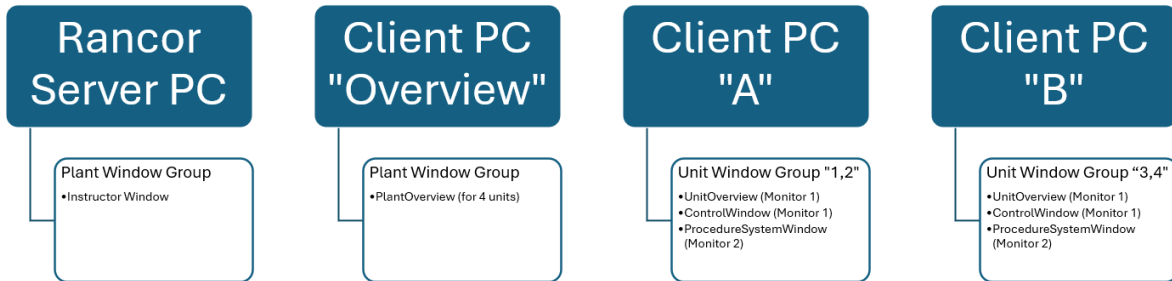 Rancor
Server PC
Plant Window Group
•Instructor Window
Client PC
"Overview"
Plant Window Group
•PlantOverview (for 4 units)
Client PC
"A"
Unit Window Group "1,2"
•UnitOverview (Monitor 1)
•ControlWindow (Monitor 1)
•ProcedureSystemWindow
(Monitor 2)
Client PC
"B"
Unit Window Group “3,4"
•UnitOverview (Monitor 1)
•ControlWindow (Monitor 1)
•ProcedureSystemWindow
(Monitor 2)